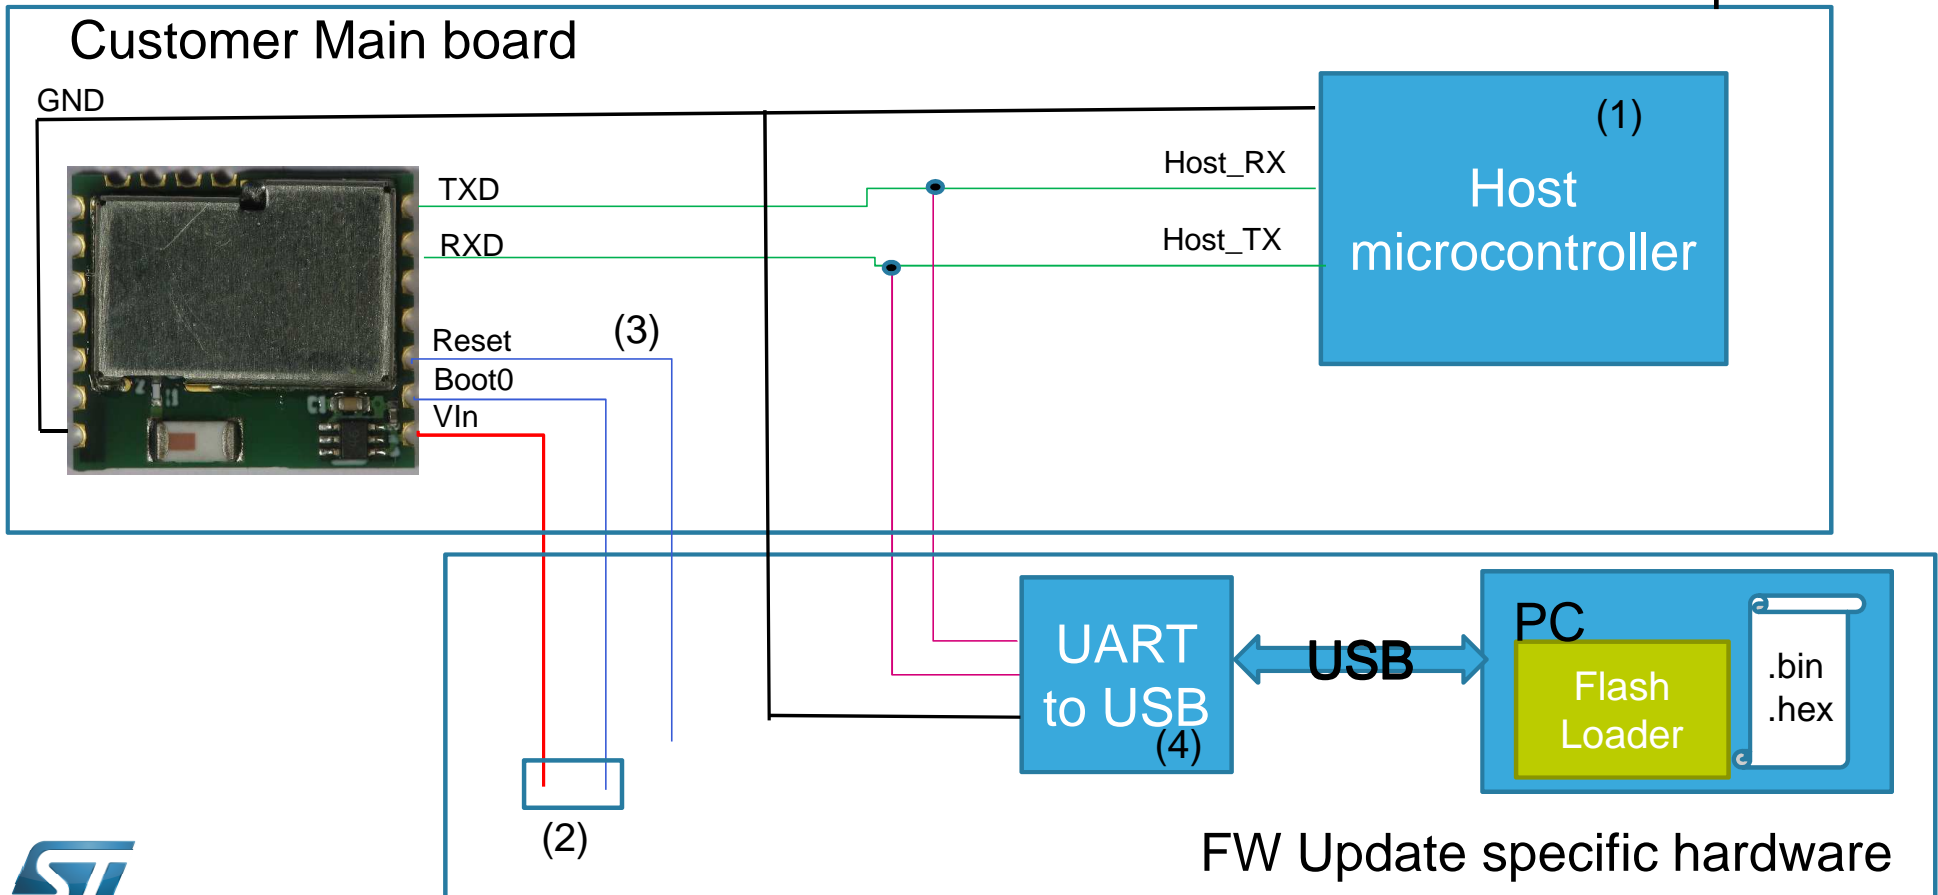 Customer Main board
GND
(1)
Host_RX
TXD
Host
microcontroller
RXD
Host_TX
Reset
(3)
Boot0
VIn
UART
to USB
(4)
USB
PC
Flash
Loader
.bin
.hex
(2)
FW Update specific hardware
ST